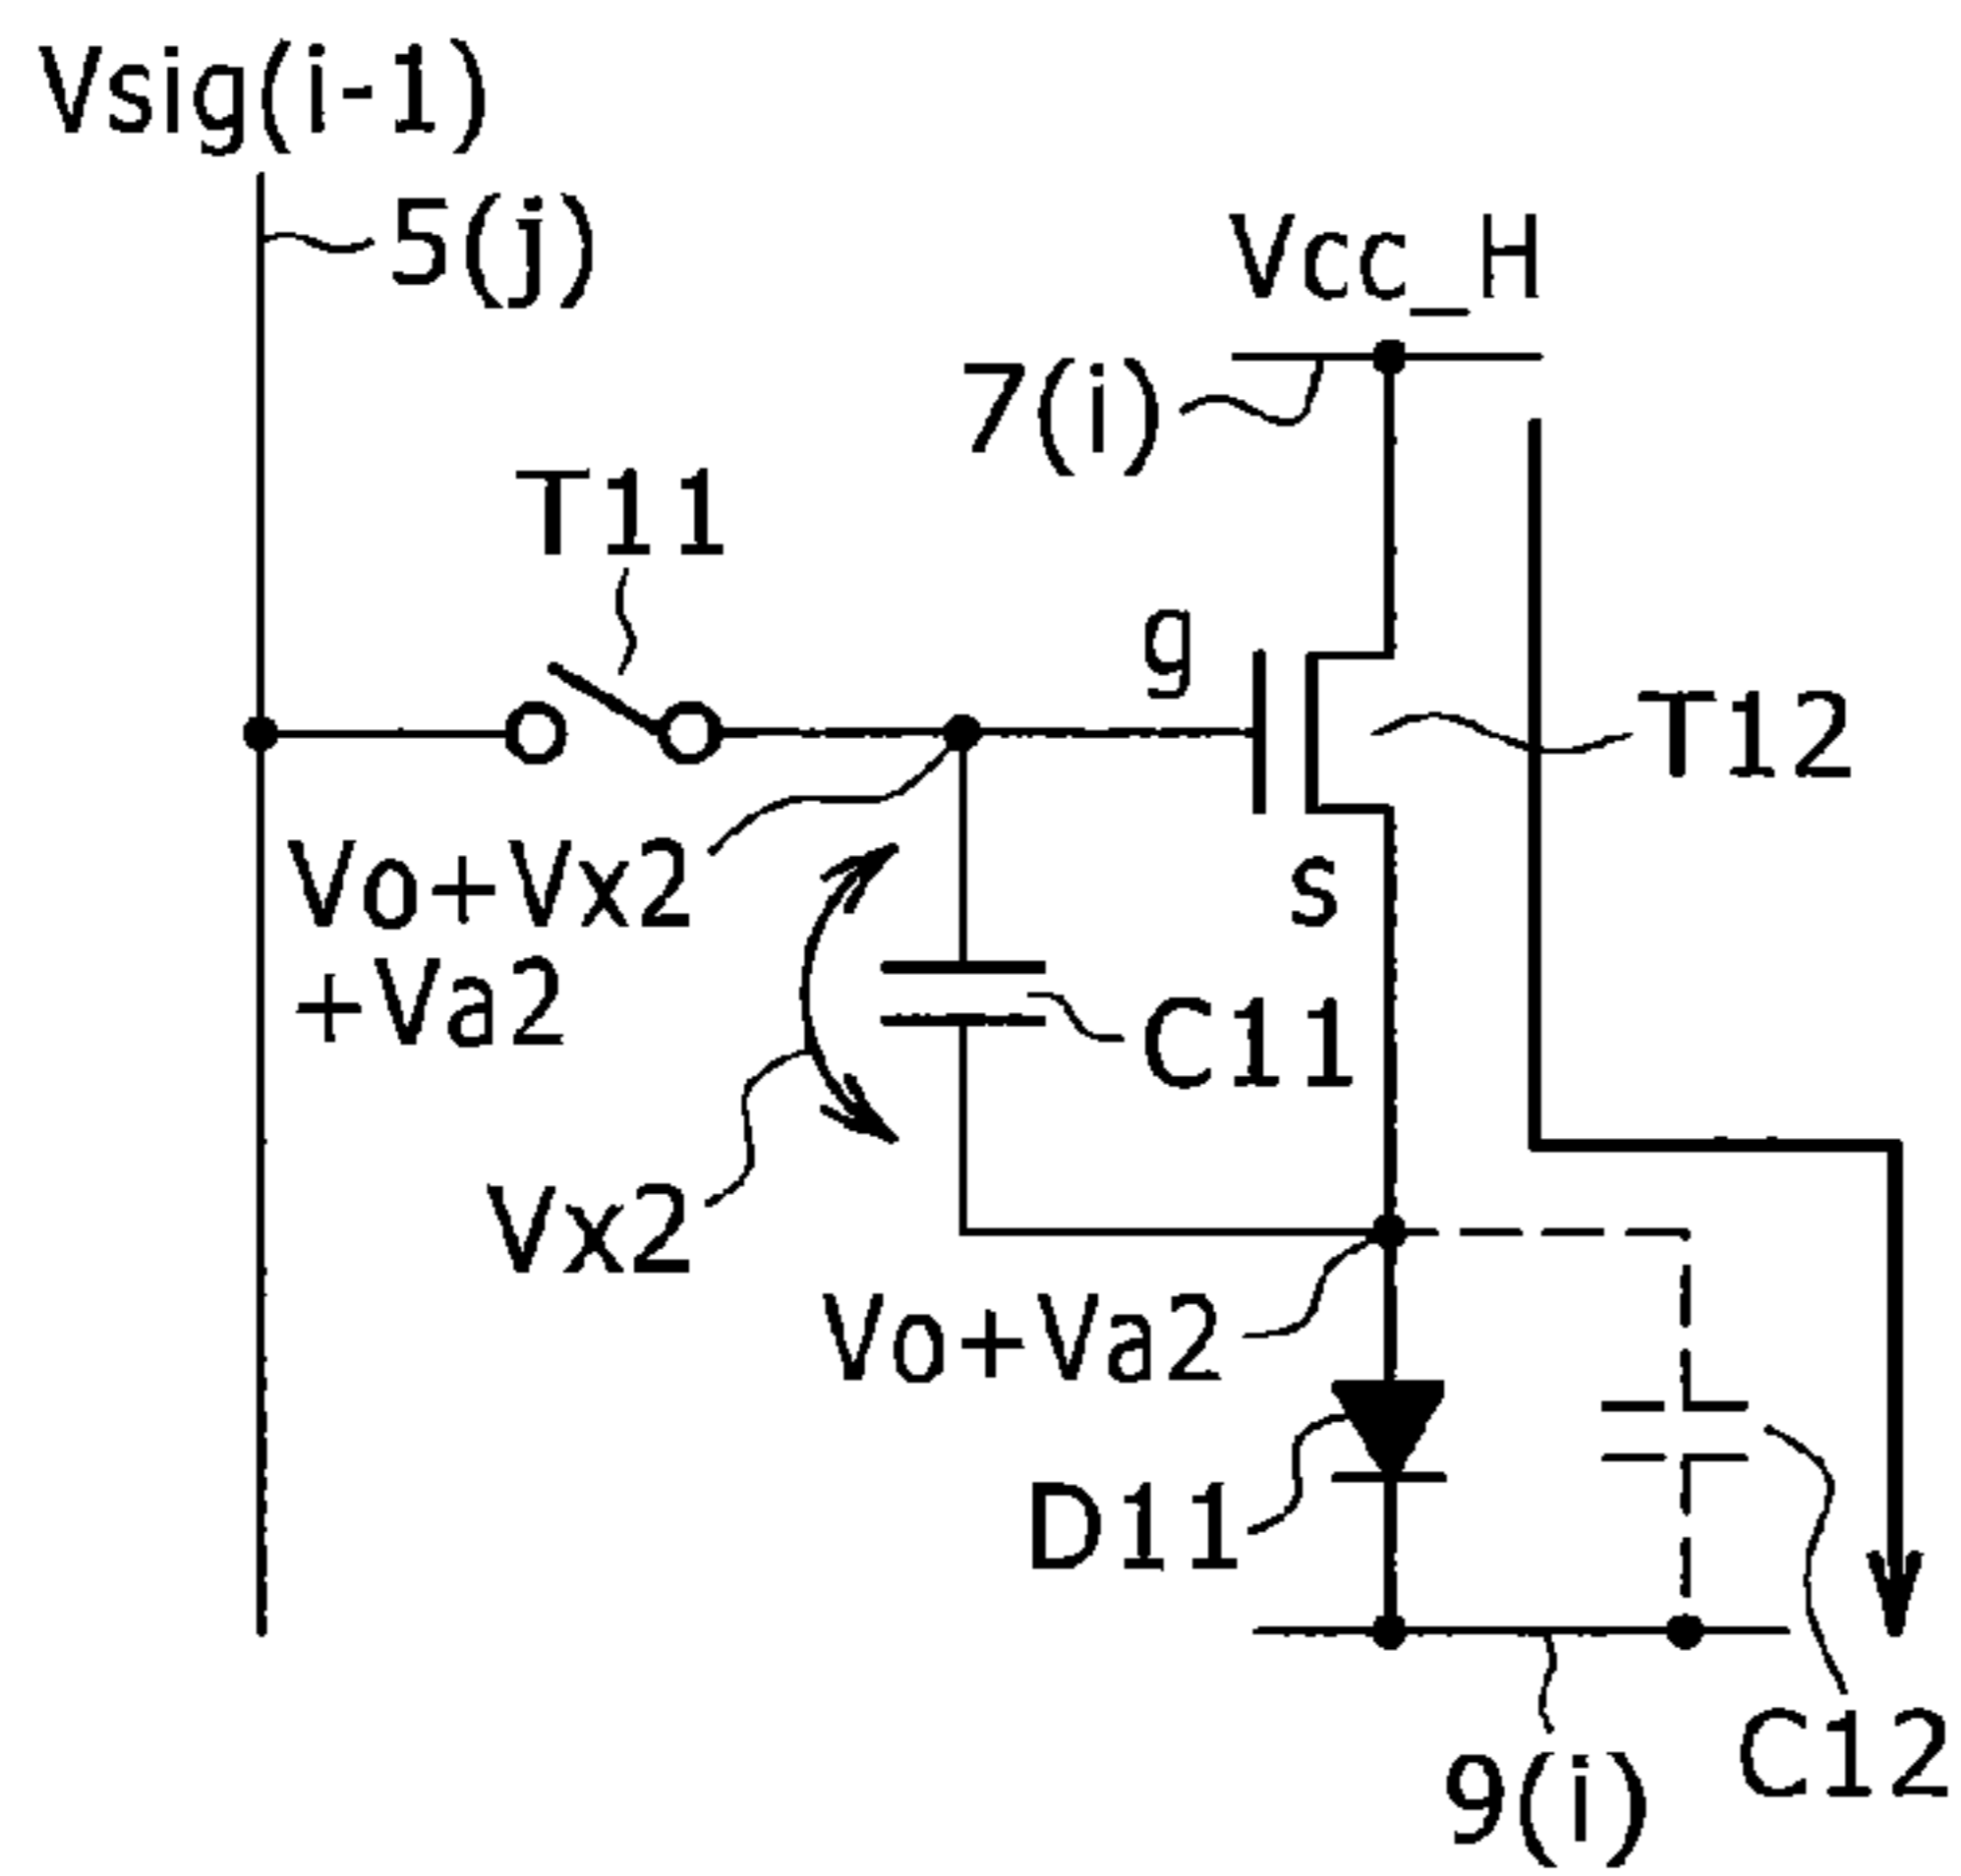 Vsig(i-1)
5(j)
Vcc_H
7(i)
T11
g
T12
Vo+Vx2
+Va2
s
C11
Vx2
Vo+Va2
D11
9(i)
C12